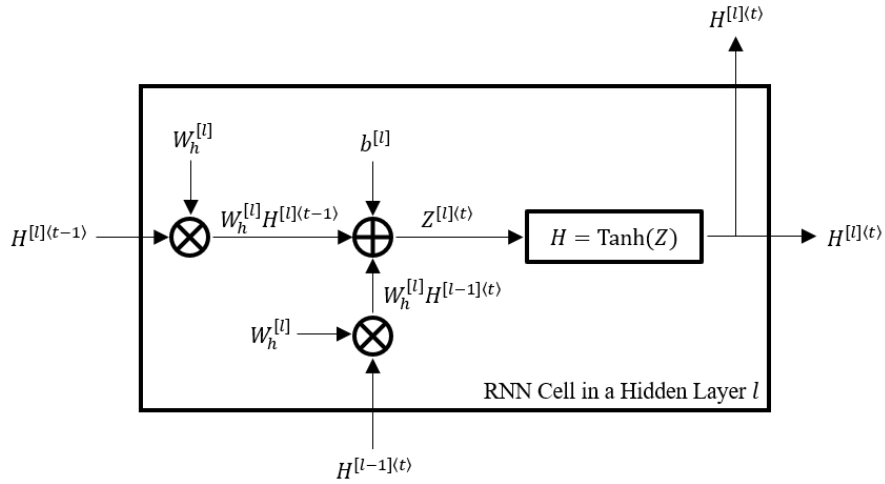 H^{[l]⟨t⟩}
W_h^{[l]}
b^{[l]}
H^{[l]⟨t−1⟩}
W_h^{[l]}H^{[l]⟨t−1⟩}
Z^{[l]⟨t⟩}
H = Tanh(Z)
H^{[l]⟨t⟩}
W_h^{[l]}H^{[l−1]⟨t⟩}
W_h^{[l]}
RNN Cell in a Hidden Layer l
H^{[l−1]⟨t⟩}